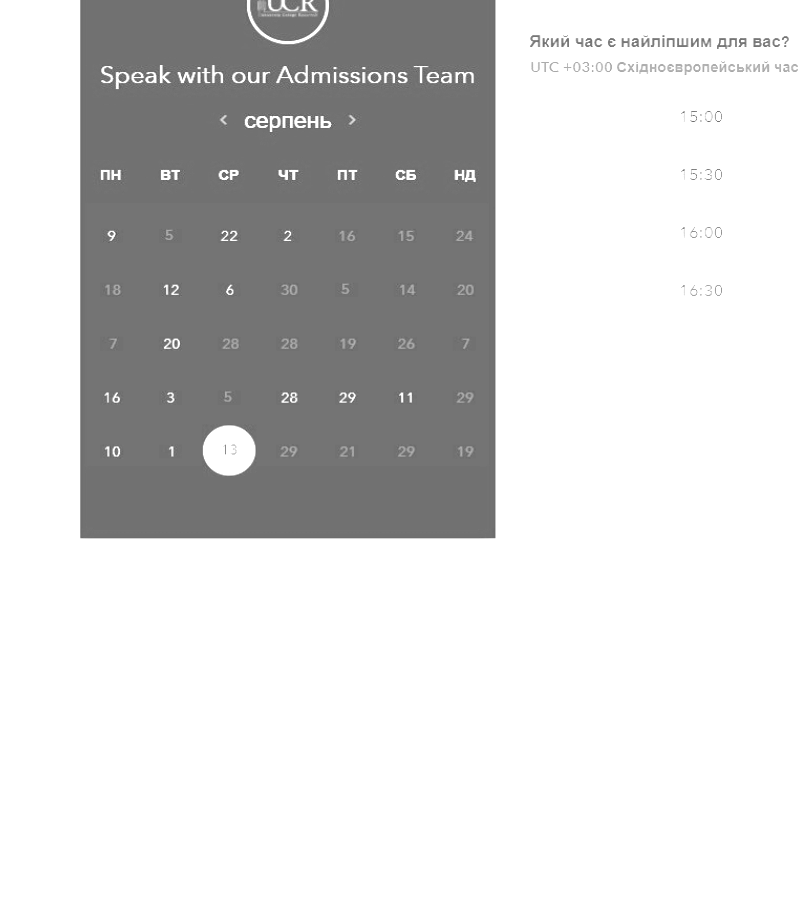 UCR
Speak with our Admissions Team
‹ серпень ›
ПН ВТ СР ЧТ ПТ СБ НД
9 5 22 2 16 15 24
18 12 6 30 5 14 20
7 20 28 28 19 26 7
16 3 5 28 29 11 29
10 1 13 29 21 29 19
Який час є найліпшим для вас?
UTC +03:00 Східноєвропейський час
15:00
15:30
16:00
16:30